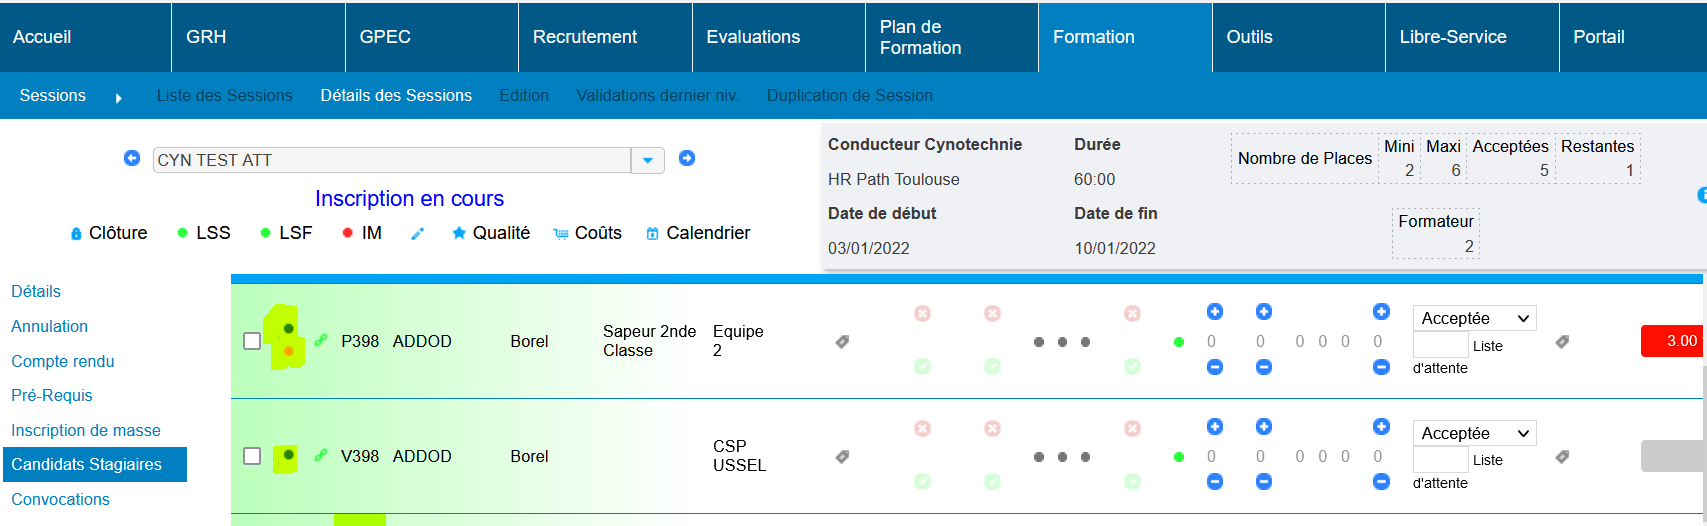 Accueil
GRH
GPEC
Recrutement
Evaluations
Plan de
Formation
Formation
Outils
Libre-Service
Portail
Sessions
Liste des Sessions
Détails des Sessions
Edition
Validations dernier niv.
Duplication de Session
CYN TEST ATT
Inscription en cours
Clôture
LSS
LSF
IM
Qualité
Coûts
Calendrier
Conducteur Cynotechnie
Durée
HR Path Toulouse
60:00
Date de début
Date de fin
03/01/2022
10/01/2022
Nombre de Places
Mini
Maxi
Acceptées
Restantes
2
6
5
1
Formateur
2
Détails
Annulation
Compte rendu
Pré-Requis
Inscription de masse
Candidats Stagiaires
Convocations
P398
ADDOD
Borel
Sapeur 2nde
Classe
Equipe
2
0
0
0
0
0
0
Acceptée
Liste
d'attente
3.00
V398
ADDOD
Borel
CSP
USSEL
0
0
0
0
0
0
Acceptée
Liste
d'attente